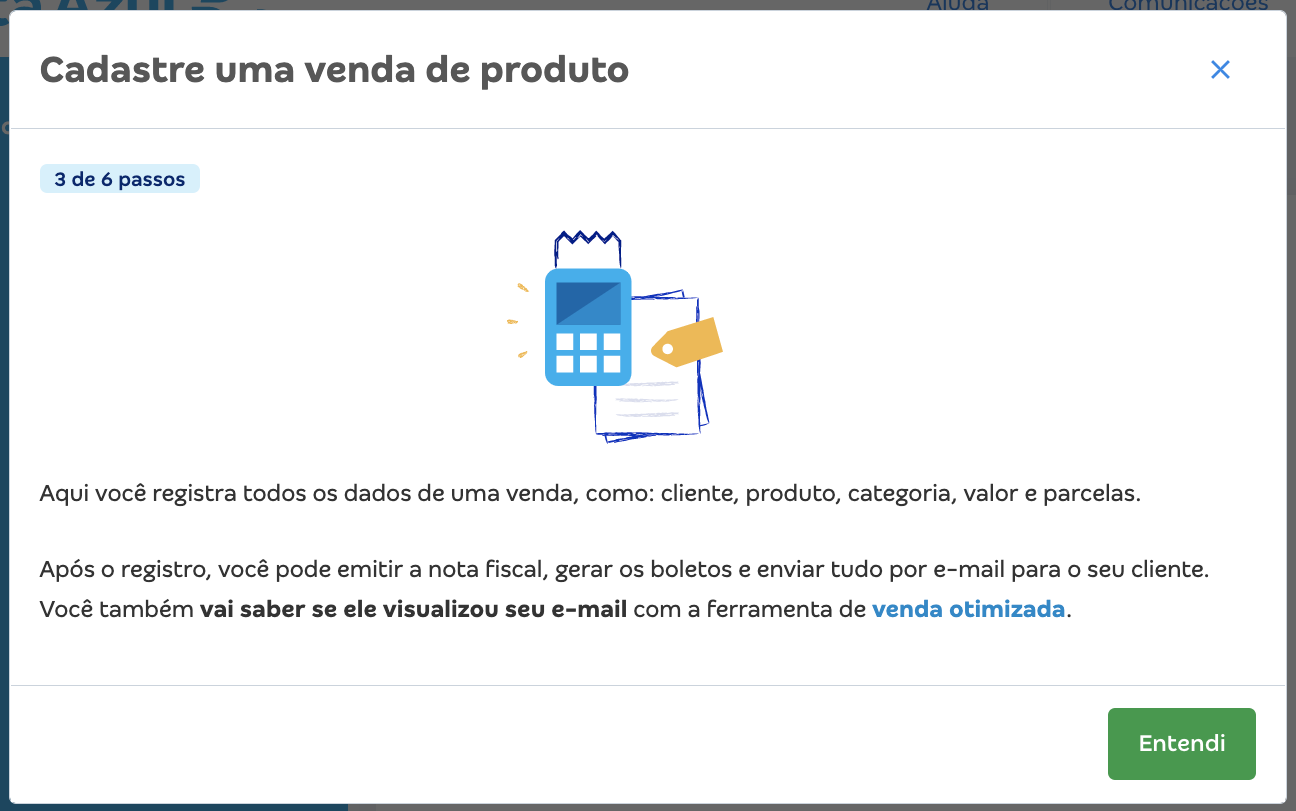 Ajuda
Comunicações
Cadastre uma venda de produto
3 de 6 passos
Aqui você registra todos os dados de uma venda, como: cliente, produto, categoria, valor e parcelas.
Após o registro, você pode emitir a nota fiscal, gerar os boletos e enviar tudo por e-mail para o seu cliente.
Você também vai saber se ele visualizou seu e-mail com a ferramenta de venda otimizada.
Entendi